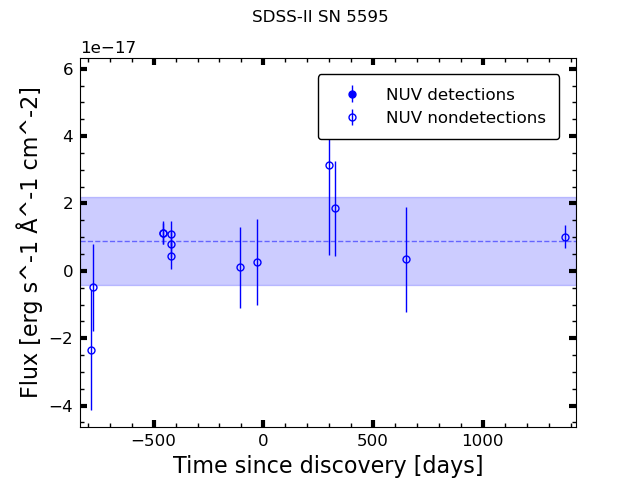 SDSS-II SN 5595
1e−17
NUV detections
NUV nondetections
6
4
2
0
−2
−4
Flux [erg s^-1 Å^-1 cm^-2]
−500 0 500 1000
Time since discovery [days]